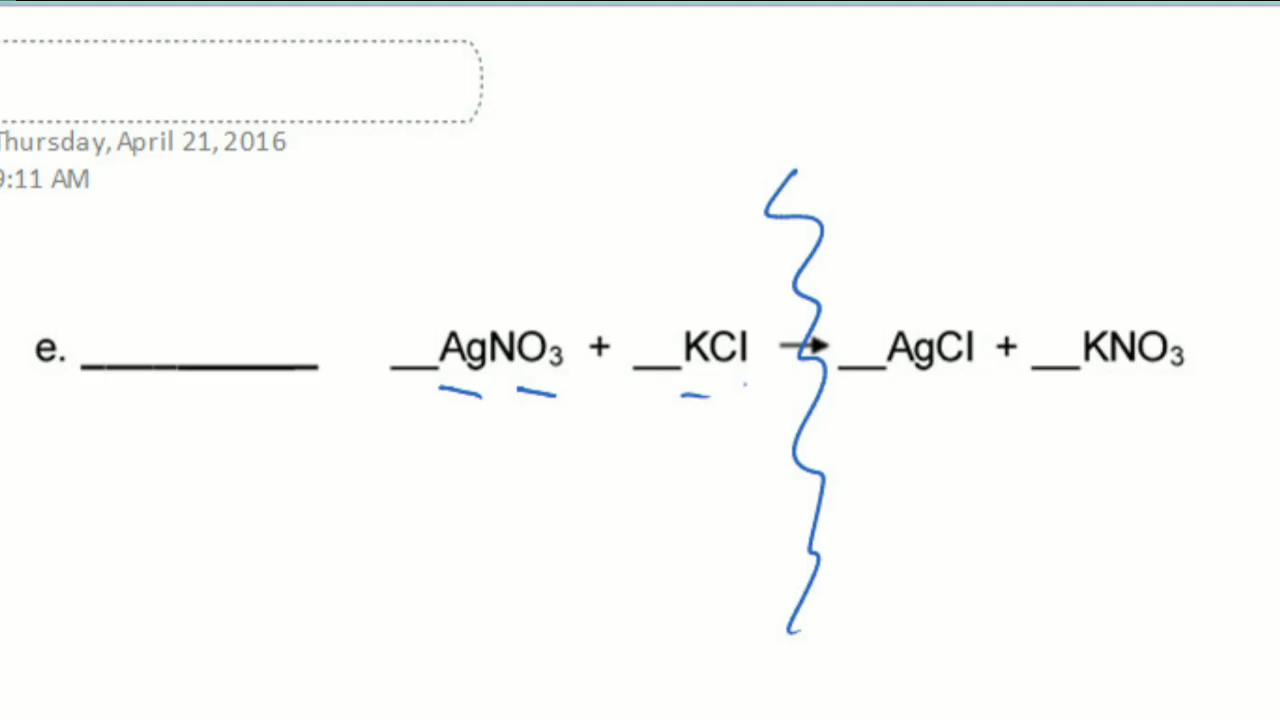 Thursday, April 21, 2016
9:11 AM
e. __________ __AgNO₃ + __KCl → __AgCl + __KNO₃